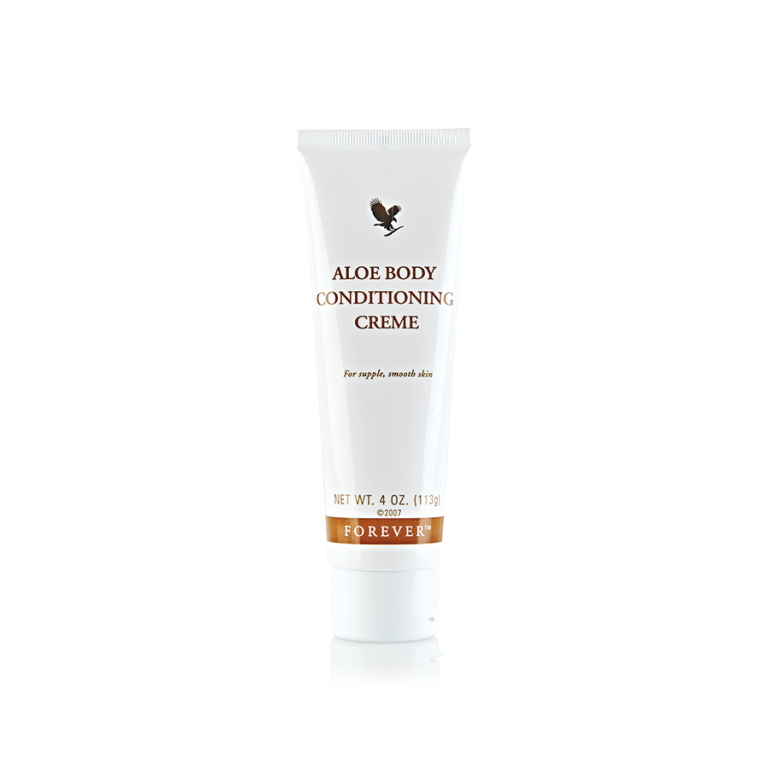 ALOE BODY
CONDITIONING
CREME
For supple, smooth skin
NET WT. 4 OZ. (113g)
©2007
FOREVER™